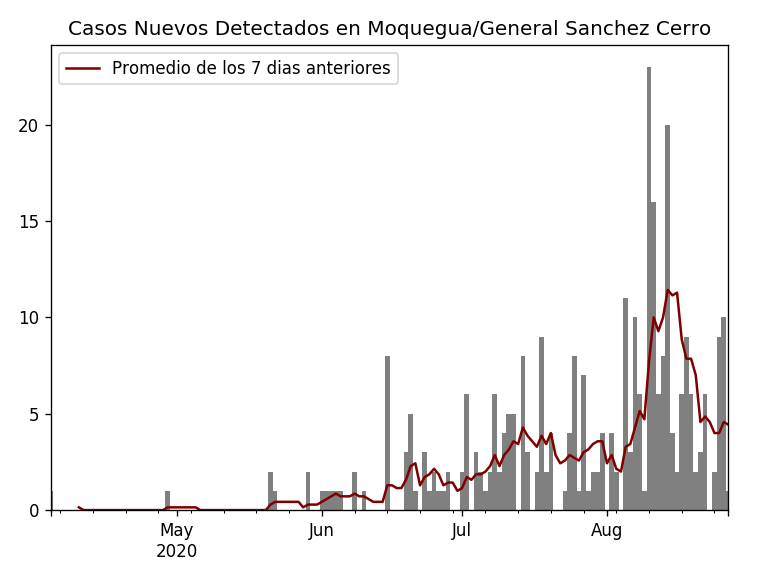 Casos Nuevos Detectados en Moquegua/General Sanchez Cerro
Promedio de los 7 dias anteriores
20
15
10
5
0
May
2020
Jun
Jul
Aug